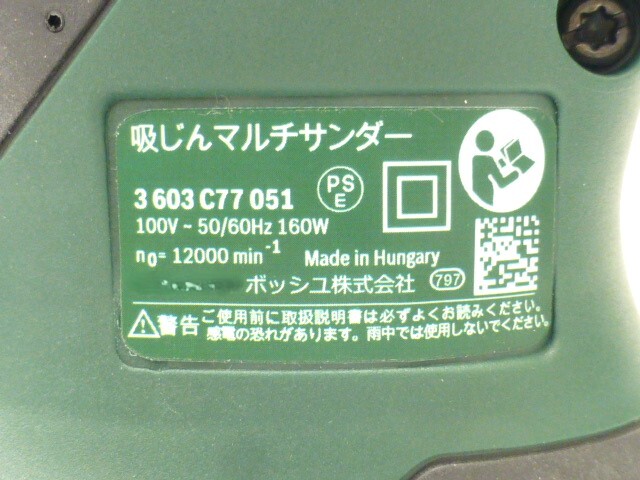 吸じんマルチサンダー
3 603 C77 051
PS
E
100V ~ 50/60Hz 160W
n0= 12000 min-1
Made in Hungary
ボッシュ株式会社 797
警告 ご使用前に取扱説明書は必ずよくお読みください。
感電の恐れがあります。雨中では使用しないでください。